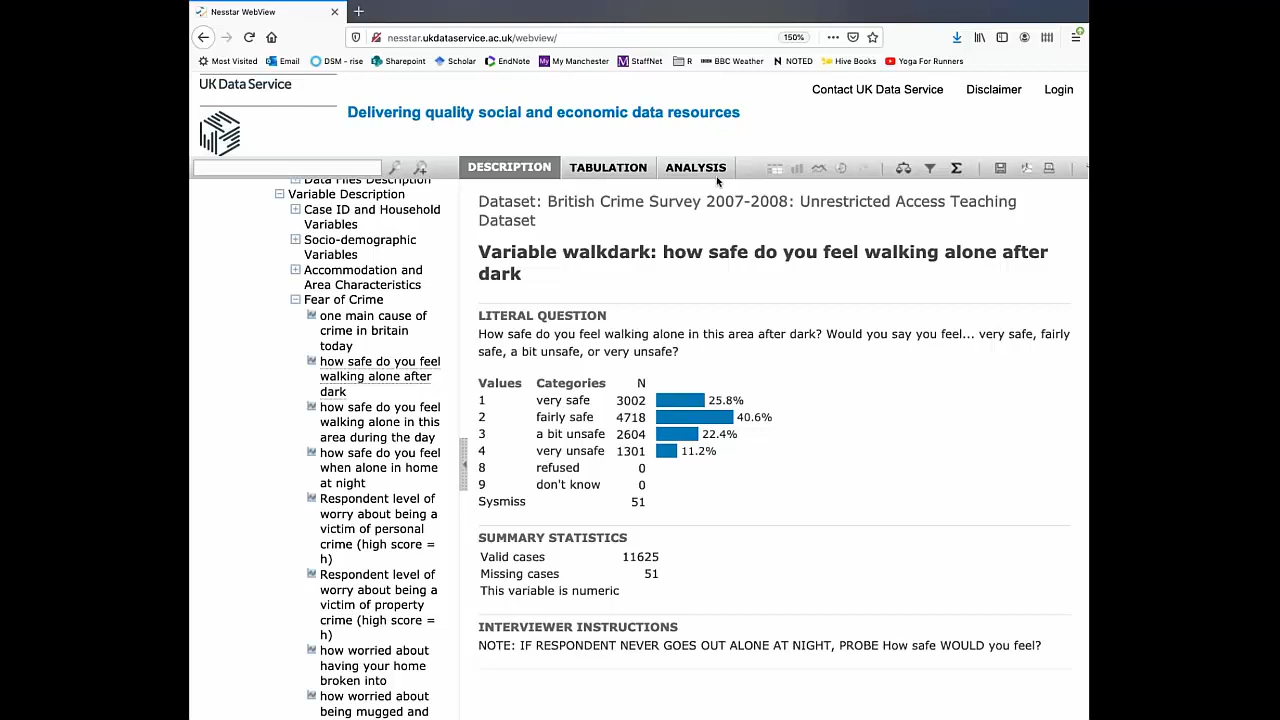 Nesstar WebView
nesstar.ukdataservice.ac.uk/webview/
150%
Most Visited Email DSM - rise Sharepoint Scholar EndNote My Manchester StaffNet R BBC Weather NOTED Hive Books Yoga For Runners
UK Data Service
Contact UK Data Service Disclaimer Login
Delivering quality social and economic data resources
DESCRIPTION TABULATION ANALYSIS
Data Files Description
Variable Description
Case ID and Household
Variables
Socio-demographic
Variables
Accommodation and
Area Characteristics
Fear of Crime
one main cause of
crime in britain
today
how safe do you feel
walking alone after
dark
how safe do you feel
walking alone in this
area during the day
how safe do you feel
when alone in home
at night
Respondent level of
worry about being a
victim of personal
crime (high score =
h)
Respondent level of
worry about being a
victim of property
crime (high score =
h)
how worried about
having your home
broken into
how worried about
being mugged and
Dataset: British Crime Survey 2007-2008: Unrestricted Access Teaching
Dataset
Variable walkdark: how safe do you feel walking alone after
dark
LITERAL QUESTION
How safe do you feel walking alone in this area after dark? Would you say you feel... very safe, fairly
safe, a bit unsafe, or very unsafe?
Values Categories N
1 very safe 3002 25.8%
2 fairly safe 4718 40.6%
3 a bit unsafe 2604 22.4%
4 very unsafe 1301 11.2%
8 refused 0
9 don't know 0
Sysmiss 51
SUMMARY STATISTICS
Valid cases 11625
Missing cases 51
This variable is numeric
INTERVIEWER INSTRUCTIONS
NOTE: IF RESPONDENT NEVER GOES OUT ALONE AT NIGHT, PROBE How safe WOULD you feel?